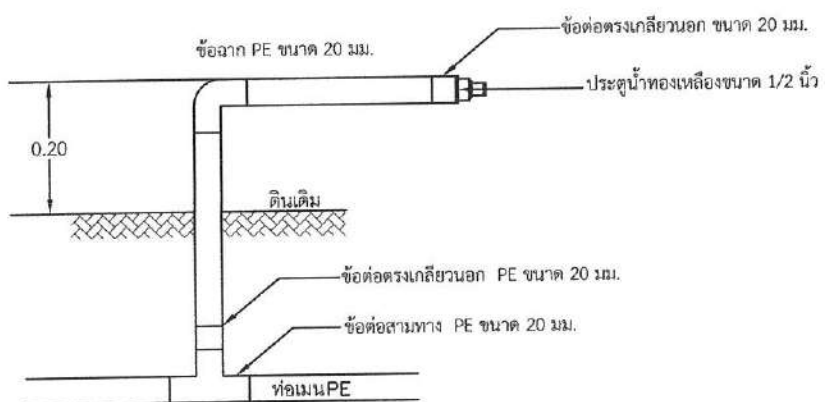 ข้อต่อตรงเกลียวนอก ขนาด 20 มม.
ข้อฉาก PE ขนาด 20 มม.
ประตูน้ำทองเหลืองขนาด 1/2 นิ้ว
0.20
ดินเดิม
ข้อต่อตรงเกลียวนอก PE ขนาด 20 มม.
ข้อต่อสามทาง PE ขนาด 20 มม.
ท่อเมนPE